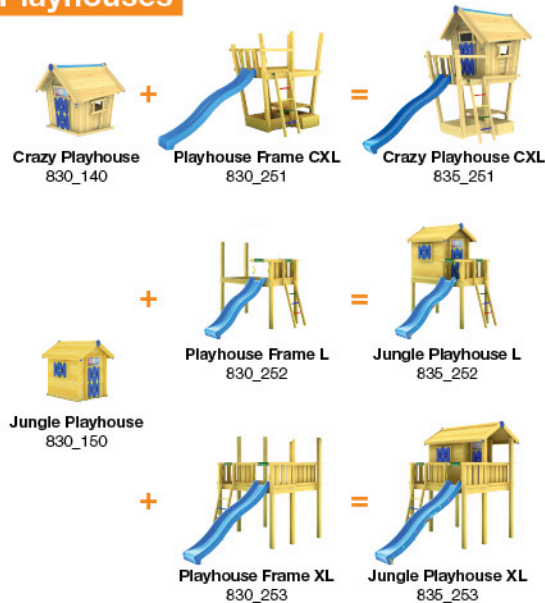 Playhouses
+
=
Crazy Playhouse
830_140
Playhouse Frame CXL
830_251
Crazy Playhouse CXL
835_251
+
=
Playhouse Frame L
830_252
Jungle Playhouse L
835_252
Jungle Playhouse
830_150
+
=
Playhouse Frame XL
830_253
Jungle Playhouse XL
835_253